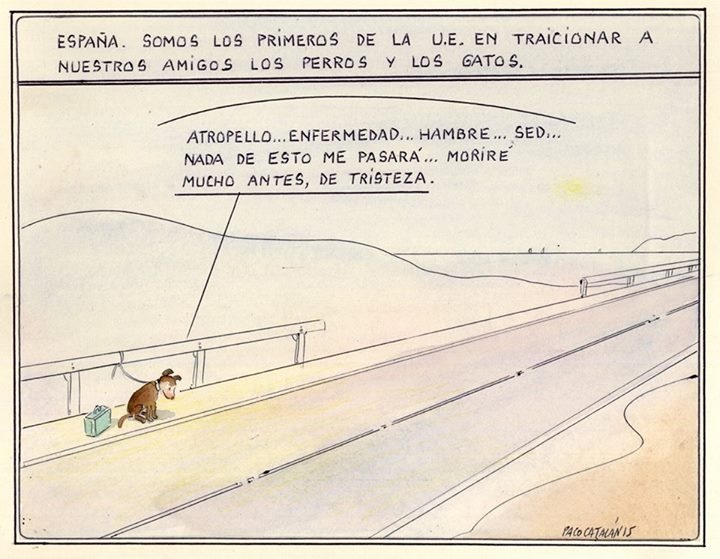 ESPAÑA. SOMOS LOS PRIMEROS DE LA U.E. EN TRAICIONAR A
NUESTROS AMIGOS LOS PERROS Y LOS GATOS.
ATROPELLO...ENFERMEDAD... HAMBRE... SED...
NADA DE ESTO ME PASARÁ... MORIRÉ
MUCHO ANTES, DE TRISTEZA.
PACO CATALÁN 15